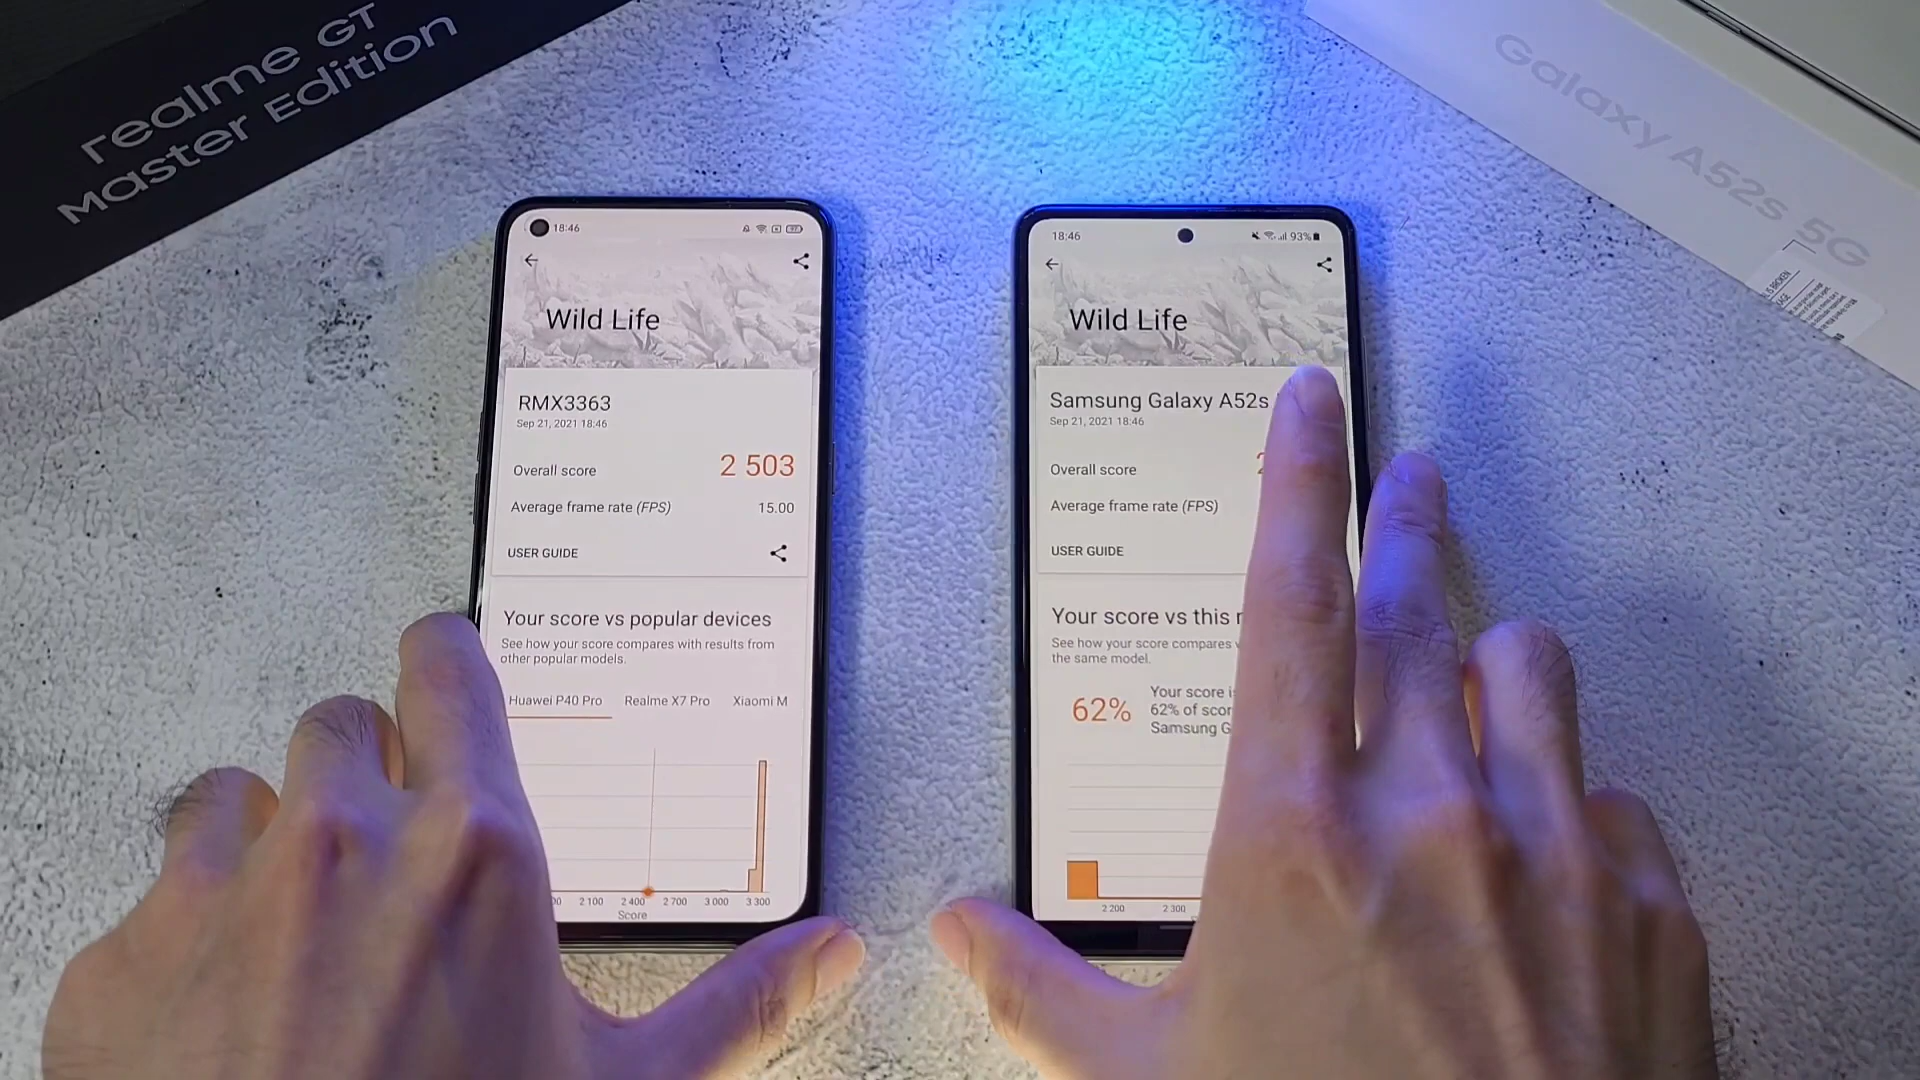 realme GT
Master Edition
Galaxy A52s 5G
18:46
Wild Life
RMX3363
Sep 21, 2021 18:46
Overall score
2 503
Average frame rate (FPS)
15.00
USER GUIDE
Your score vs popular devices
See how your score compares with results from
other popular models.
Huawei P40 Pro
Realme X7 Pro
Xiaomi M
2 100
2 400
2 700
3 000
3 300
Score
18:46
93%
Wild Life
Samsung Galaxy A52s
Sep 21, 2021 18:46
Overall score
Average frame rate (FPS)
USER GUIDE
Your score vs this
See how your score compares
the same model.
62%
Your score
62% of
Samsung
2 200
2 300